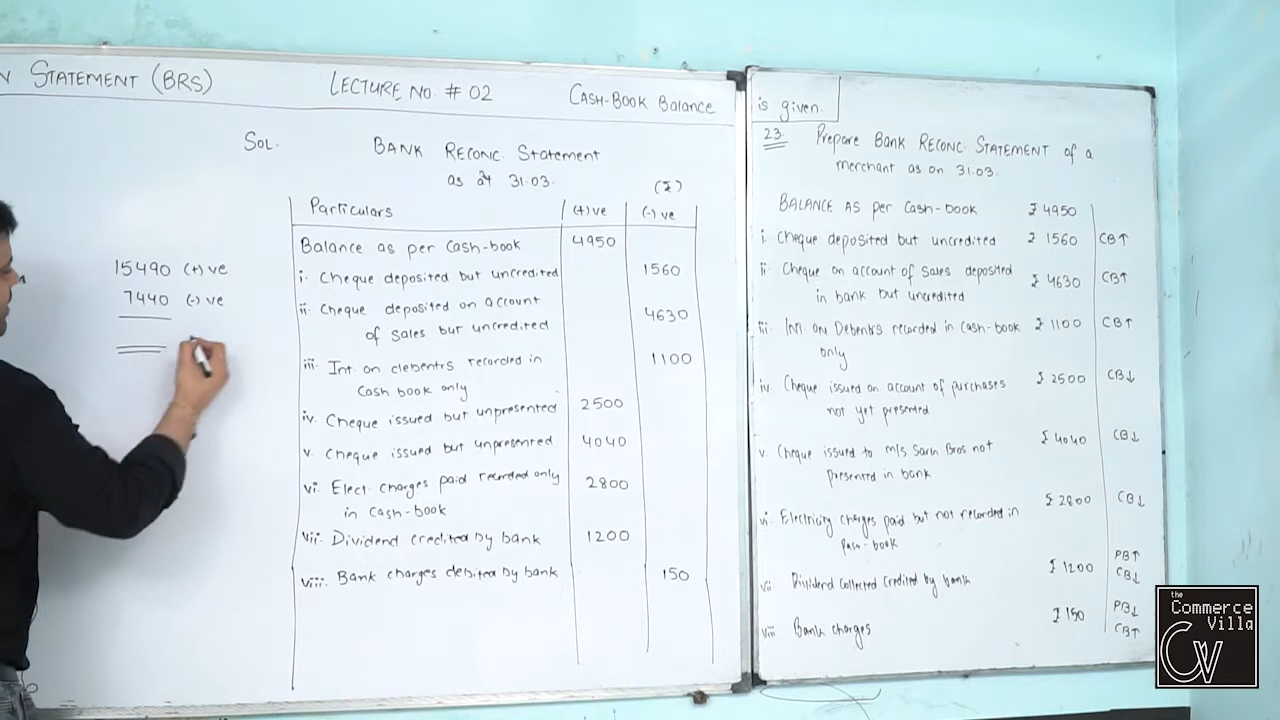 N STATEMENT (BRS) LECTURE NO. # 02 CASH-BOOK Balance
SOL. BANK RECONC. Statement
as at 31.03.
(₹)
Particulars (+)ve (-)ve
Balance as per cash-book 4950
i. Cheque deposited but uncredited 1560
ii. Cheque deposited on account
of sales but uncredited 4630
iii. Int. on debentrs recorded in 1100
Cash book only
iv. Cheque issued but unpresented 2500
v. Cheque issued but unpresented 4040
vi. Elect. charges paid recorded only 2800
in Cash-book
vii. Dividend credited by bank 1200
viii. Bank charges debited by bank 150
15490 (+)ve
7440 (-)ve
is given.
23. Prepare Bank RECONC. STATEMENT of a
merchant as on 31.03.
BALANCE AS per Cash-book ₹ 4950
i. Cheque deposited but uncredited ₹ 1560 CB↑
ii. Cheque on account of sales deposited ₹ 4630 CB↑
in bank but uncredited
iii. Int. on Debentrs recorded in Cash-book ₹ 1100 CB↑
only
iv. Cheque issued on account of purchases ₹ 2500 CB↓
not yet presented
v. Cheque issued to m/s Sarin Bros not ₹ 4040 CB↓
presented in bank
vi. Electricity charges paid but not recorded in ₹ 2800 CB↓
Pass-book
vii Dividend Collected Credited by bank ₹ 1200 PB↑
CB↓
viii Bank charges ₹ 150 PB↓
CB↑
the
Commerce
Villa
CV